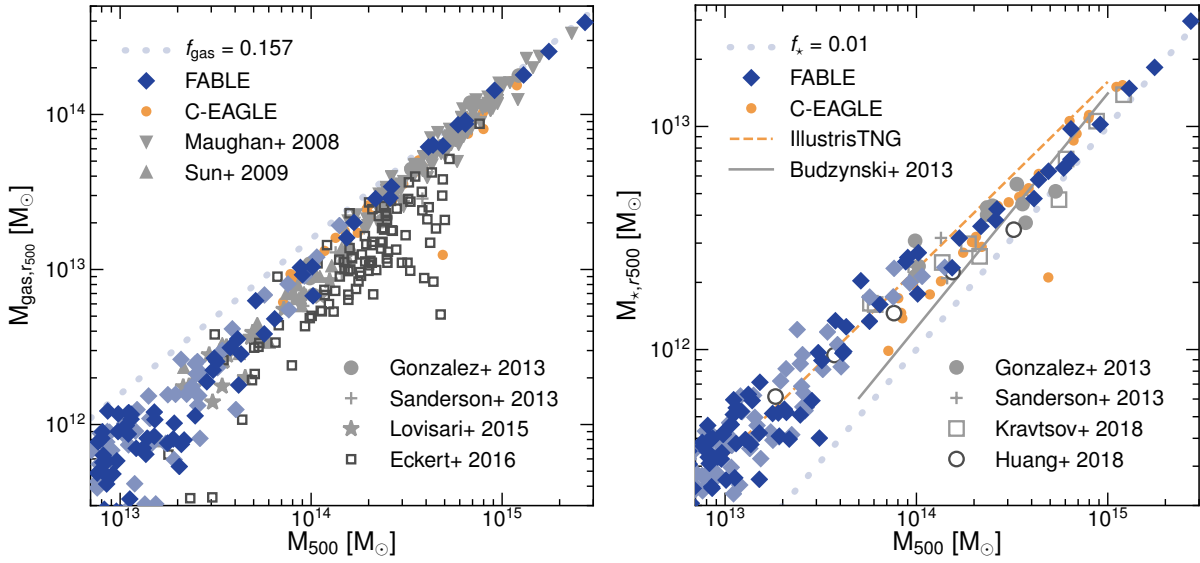 f_gas = 0.157
FABLE
C-EAGLE
Maughan+ 2008
Sun+ 2009
Gonzalez+ 2013
Sanderson+ 2013
Lovisari+ 2015
Eckert+ 2016
10^14
10^13
10^12
M_gas,r_500 [M_⊙]
10^13 10^14 10^15
M_500 [M_⊙]
f_⋆ = 0.01
FABLE
C-EAGLE
IllustrisTNG
Budzynski+ 2013
Gonzalez+ 2013
Sanderson+ 2013
Kravtsov+ 2018
Huang+ 2018
10^13
10^12
M_⋆,r500 [M_⊙]
10^13 10^14 10^15
M_500 [M_⊙]